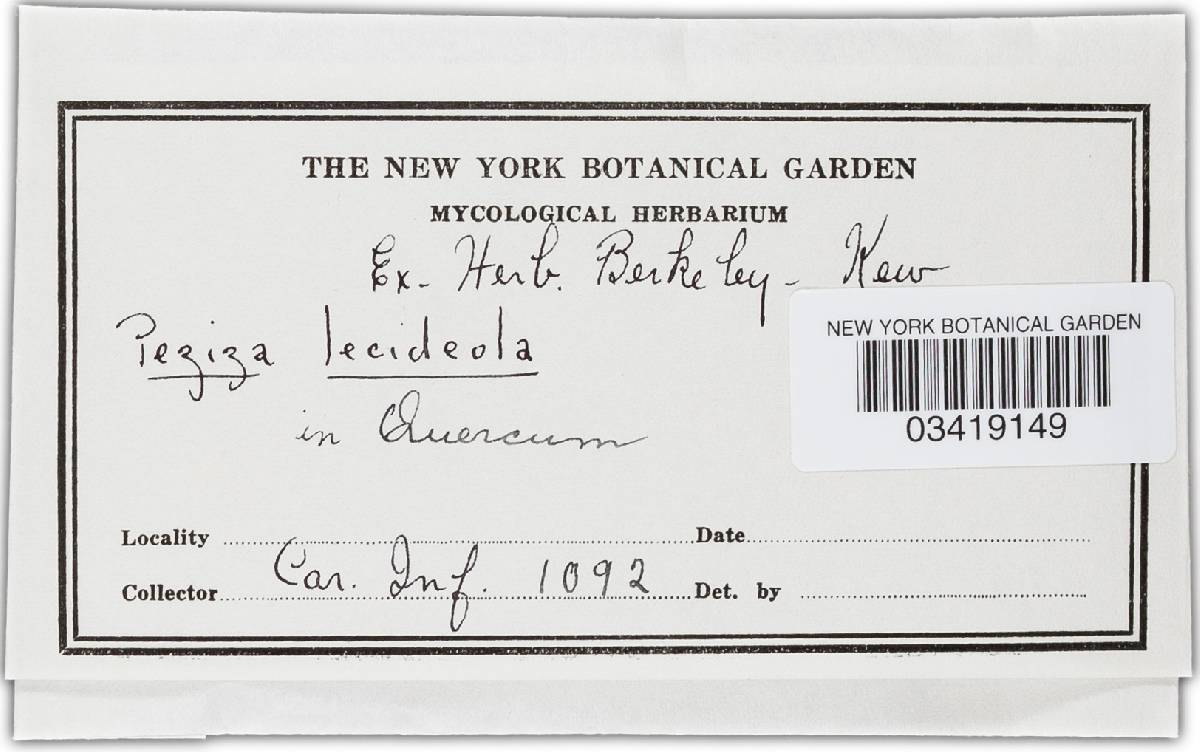 THE NEW YORK BOTANICAL GARDEN
MYCOLOGICAL HERBARIUM
Ex- Herb. Berkeley- Kew
Peziza lecideola
in Quercum
NEW YORK BOTANICAL GARDEN
03419149
Locality
Date
Collector Car. Inf. 1092
Det. by